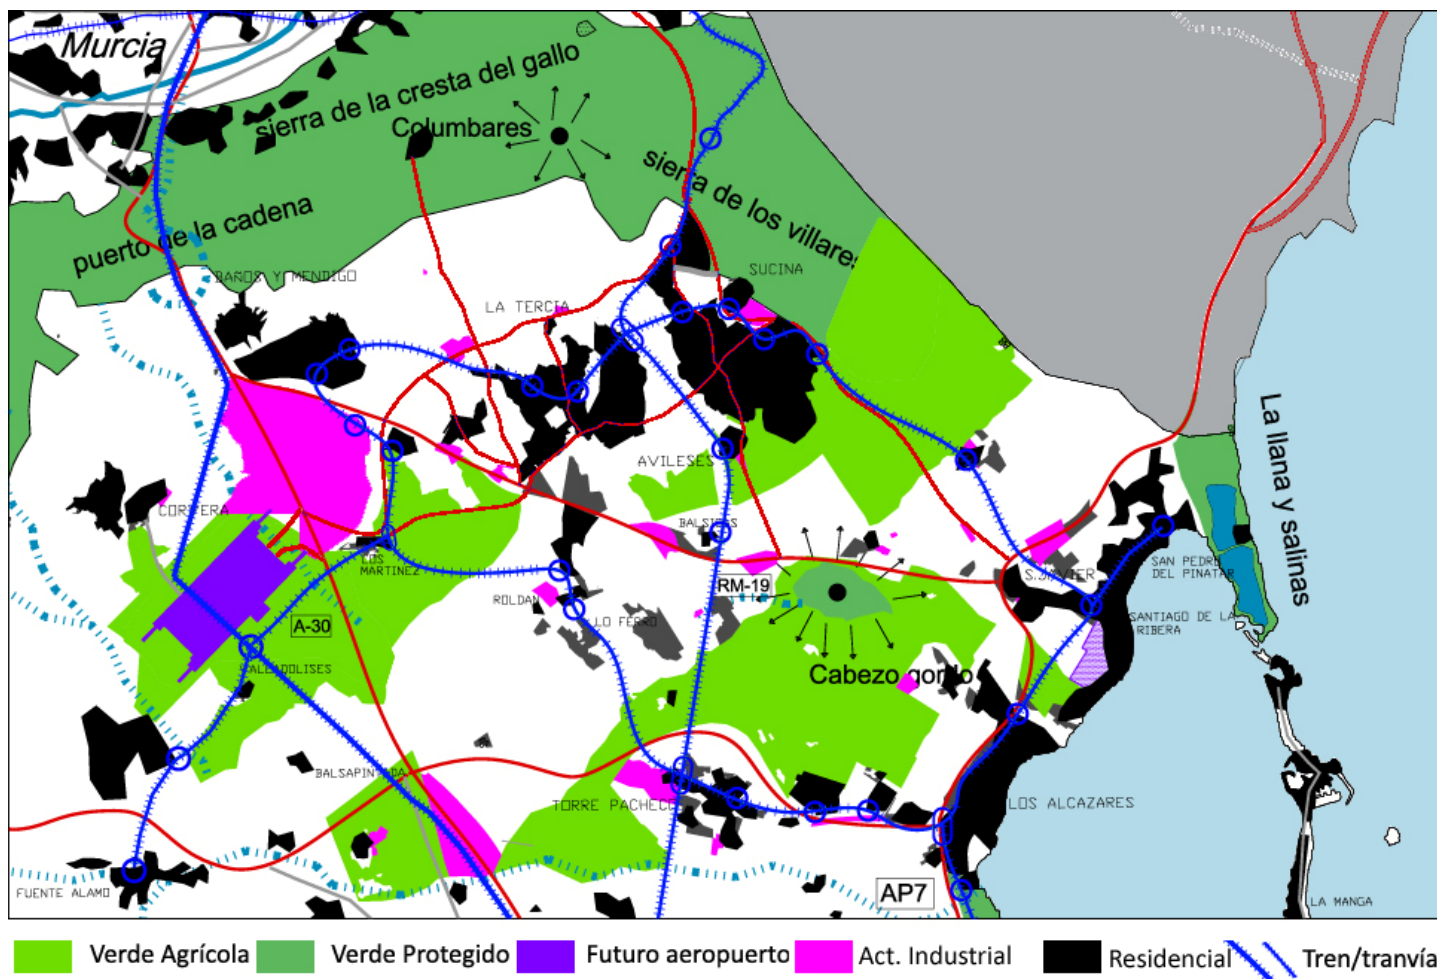 Murcia
sierra de la cresta del gallo
Columbares
sierra de los villares
puerto de la cadena
BAÑOS Y MENDIGO
SUCINA
LA TERCIA
La llana y salinas
AVILESES
CORVERA
BALSICAS
LOS
MARTINEZ
SAN PEDRO
DEL PINATAR
S.JAVIER
RM-19
ROLDAN
LO FERRO
SANTIAGO DE LA
RIBERA
A-30
VALLADOLISES
Cabezo gordo
BALSAPINTADA
TORRE PACHECO
LOS ALCAZARES
FUENTE ALAMO
AP7
LA MANGA
Verde Agrícola
Verde Protegido
Futuro aeropuerto
Act. Industrial
Residencial
Tren/tranvía